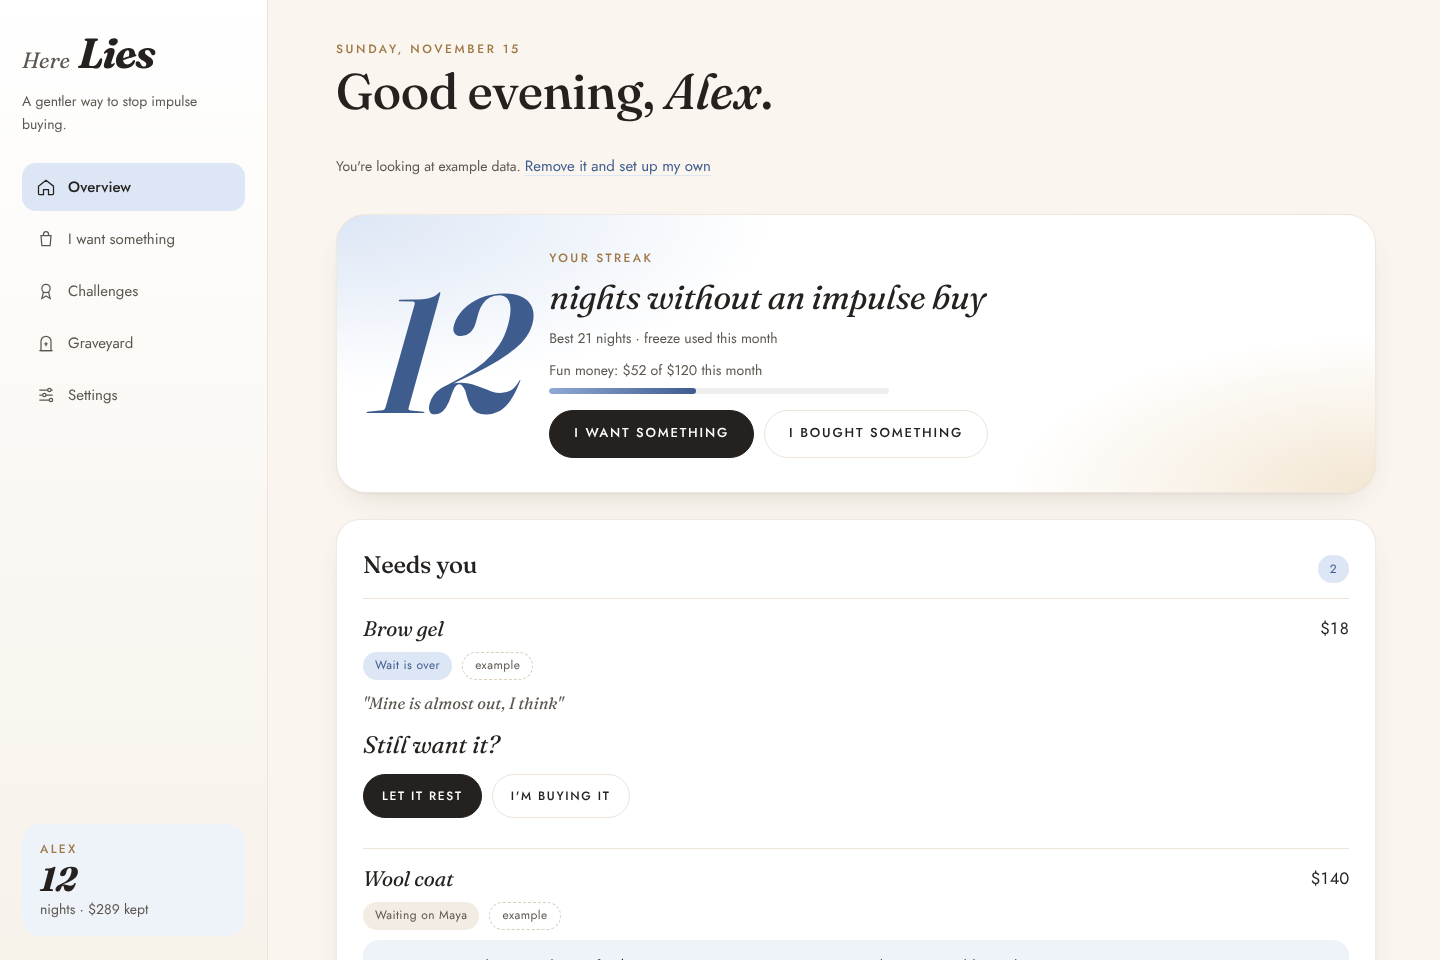 Here Lies
A gentler way to stop impulse
buying.
Overview
I want something
Challenges
Graveyard
Settings
ALEX
12
nights · $289 kept
SUNDAY, NOVEMBER 15
Good evening, Alex.
You're looking at example data. Remove it and set up my own
12
YOUR STREAK
nights without an impulse buy
Best 21 nights · freeze used this month
Fun money: $52 of $120 this month
I WANT SOMETHING
I BOUGHT SOMETHING
Needs you
2
Brow gel
$18
Wait is over
example
"Mine is almost out, I think"
Still want it?
LET IT REST
I'M BUYING IT
Wool coat
$140
Waiting on Maya
example